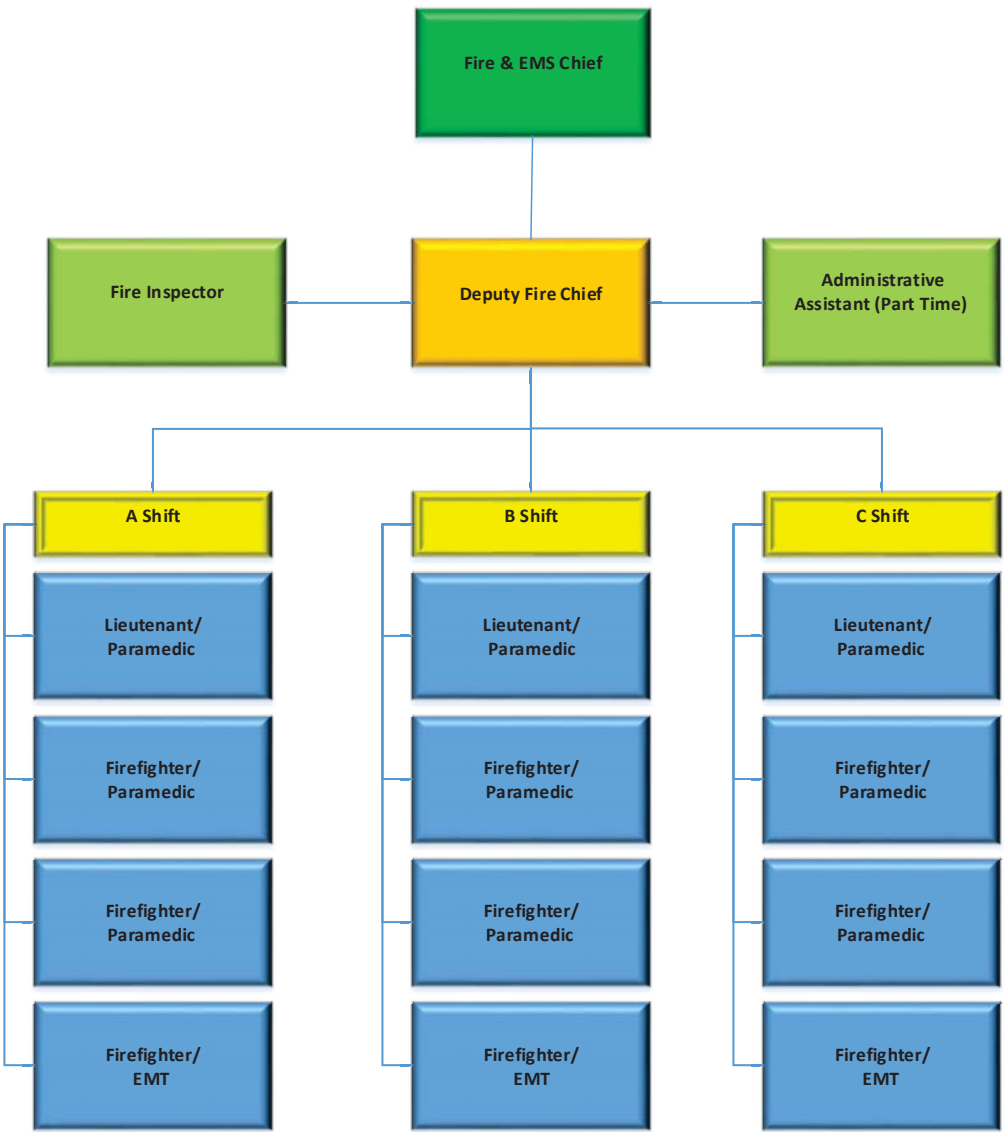 Fire & EMS Chief
Fire Inspector
Deputy Fire Chief
Administrative
Assistant (Part Time)
A Shift
B Shift
C Shift
Lieutenant/
Paramedic
Lieutenant/
Paramedic
Lieutenant/
Paramedic
Firefighter/
Paramedic
Firefighter/
Paramedic
Firefighter/
Paramedic
Firefighter/
Paramedic
Firefighter/
Paramedic
Firefighter/
Paramedic
Firefighter/
EMT
Firefighter/
EMT
Firefighter/
EMT